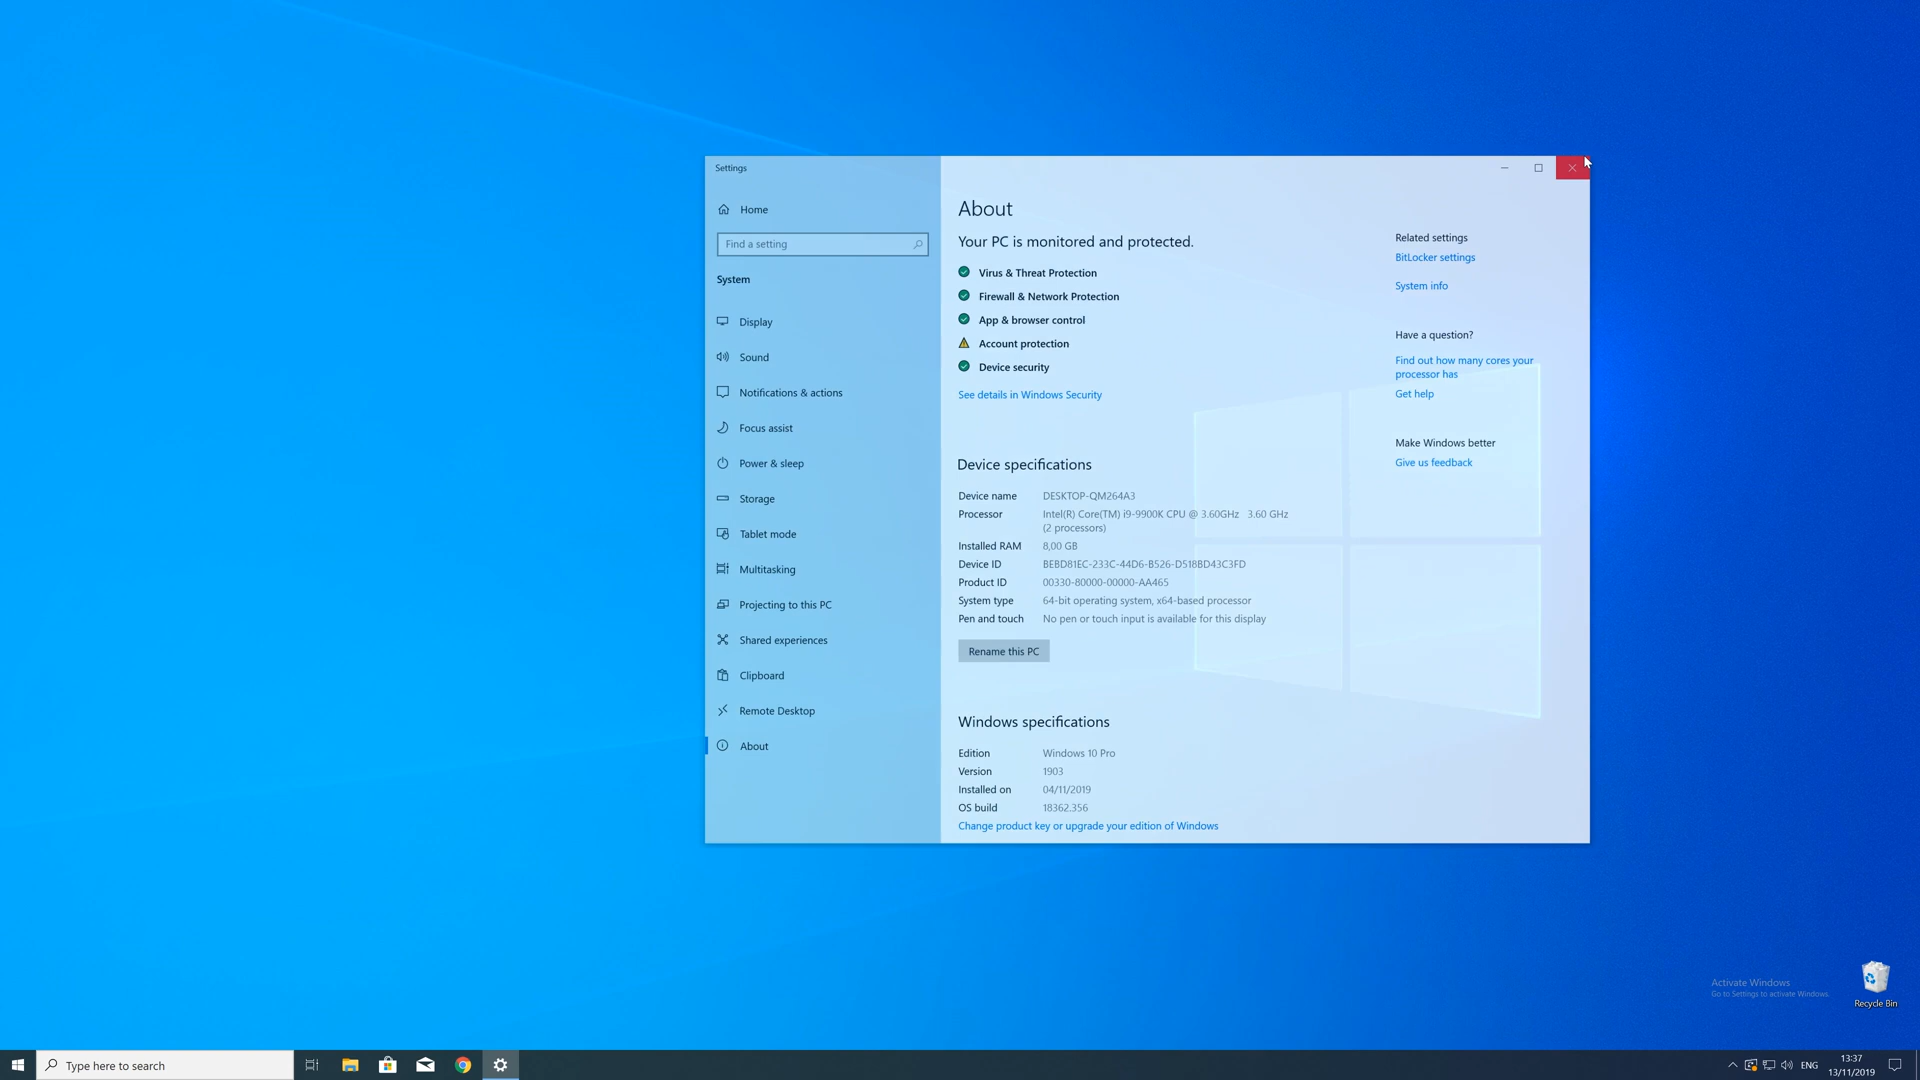 Settings
Home
Find a setting
System
Display
Sound
Notifications & actions
Focus assist
Power & sleep
Storage
Tablet mode
Multitasking
Projecting to this PC
Shared experiences
Clipboard
Remote Desktop
About
About
Your PC is monitored and protected.
Virus & Threat Protection
Firewall & Network Protection
App & browser control
Account protection
Device security
See details in Windows Security
Device specifications
Device name DESKTOP-QM264A3
Processor Intel(R) Core(TM) i9-9900K CPU @ 3.60GHz 3.60 GHz
(2 processors)
Installed RAM 8,00 GB
Device ID BEBD81EC-233C-44D6-B526-D518BD43C3FD
Product ID 00330-80000-00000-AA465
System type 64-bit operating system, x64-based processor
Pen and touch No pen or touch input is available for this display
Rename this PC
Windows specifications
Edition Windows 10 Pro
Version 1903
Installed on 04/11/2019
OS build 18362.356
Change product key or upgrade your edition of Windows
Related settings
BitLocker settings
System info
Have a question?
Find out how many cores your
processor has
Get help
Make Windows better
Give us feedback
Activate Windows
Go to Settings to activate Windows.
Recycle Bin
Type here to search
ENG
13:37
13/11/2019